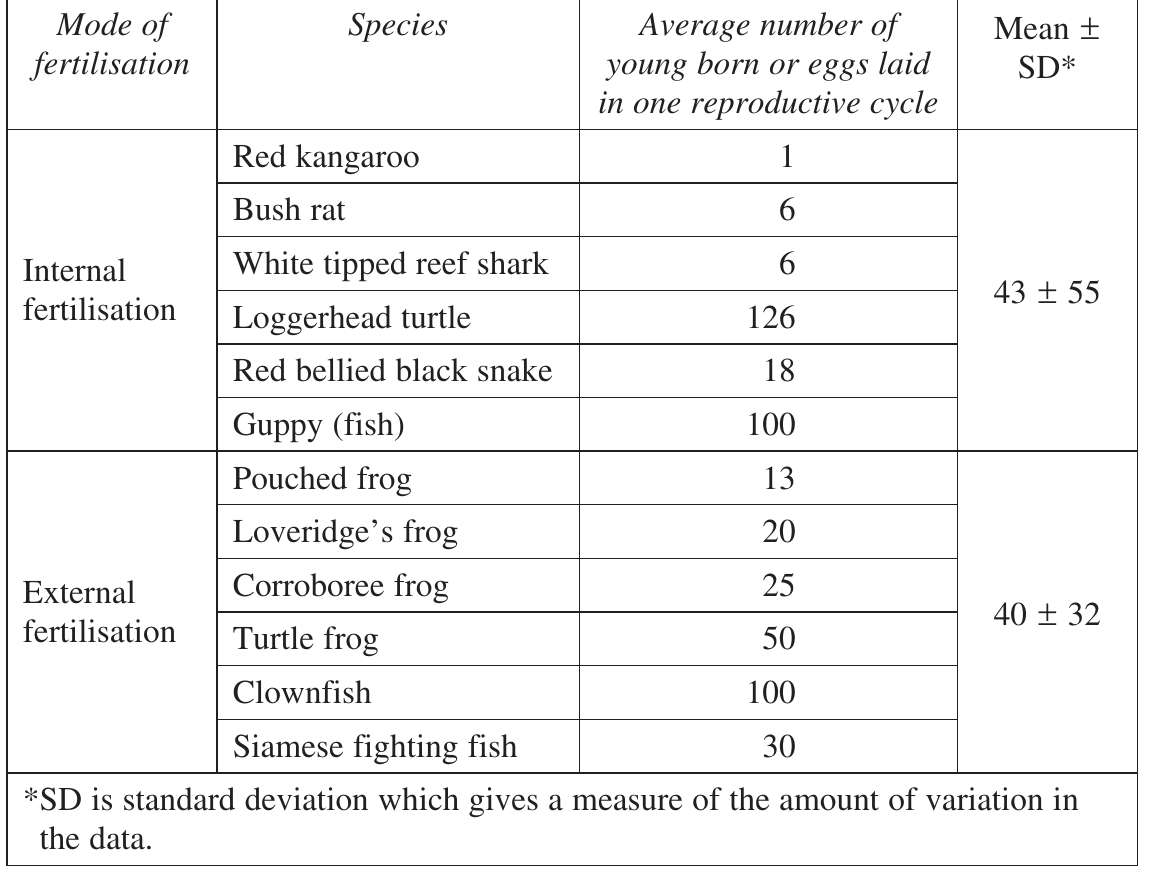 Mode of fertilisation
Species
Average number of young born or eggs laid in one reproductive cycle
Mean ± SD*
Internal fertilisation
Red kangaroo 1
Bush rat 6
White tipped reef shark 6
Loggerhead turtle 126
Red bellied black snake 18
Guppy (fish) 100
43 ± 55
External fertilisation
Pouched frog 13
Loveridge’s frog 20
Corroboree frog 25
Turtle frog 50
Clownfish 100
Siamese fighting fish 30
40 ± 32
*SD is standard deviation which gives a measure of the amount of variation in
the data.